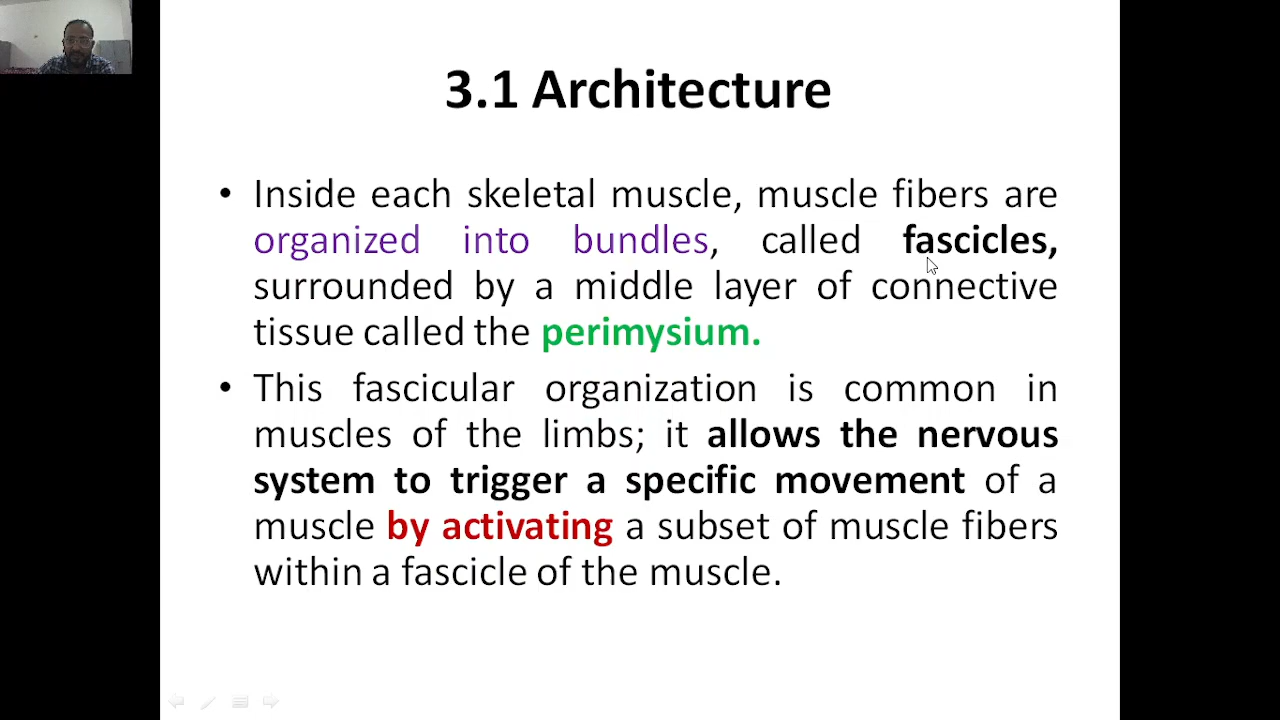 3.1 Architecture
• Inside each skeletal muscle, muscle fibers are
organized into bundles, called fascicles,
surrounded by a middle layer of connective
tissue called the perimysium.
• This fascicular organization is common in
muscles of the limbs; it allows the nervous
system to trigger a specific movement of a
muscle by activating a subset of muscle fibers
within a fascicle of the muscle.